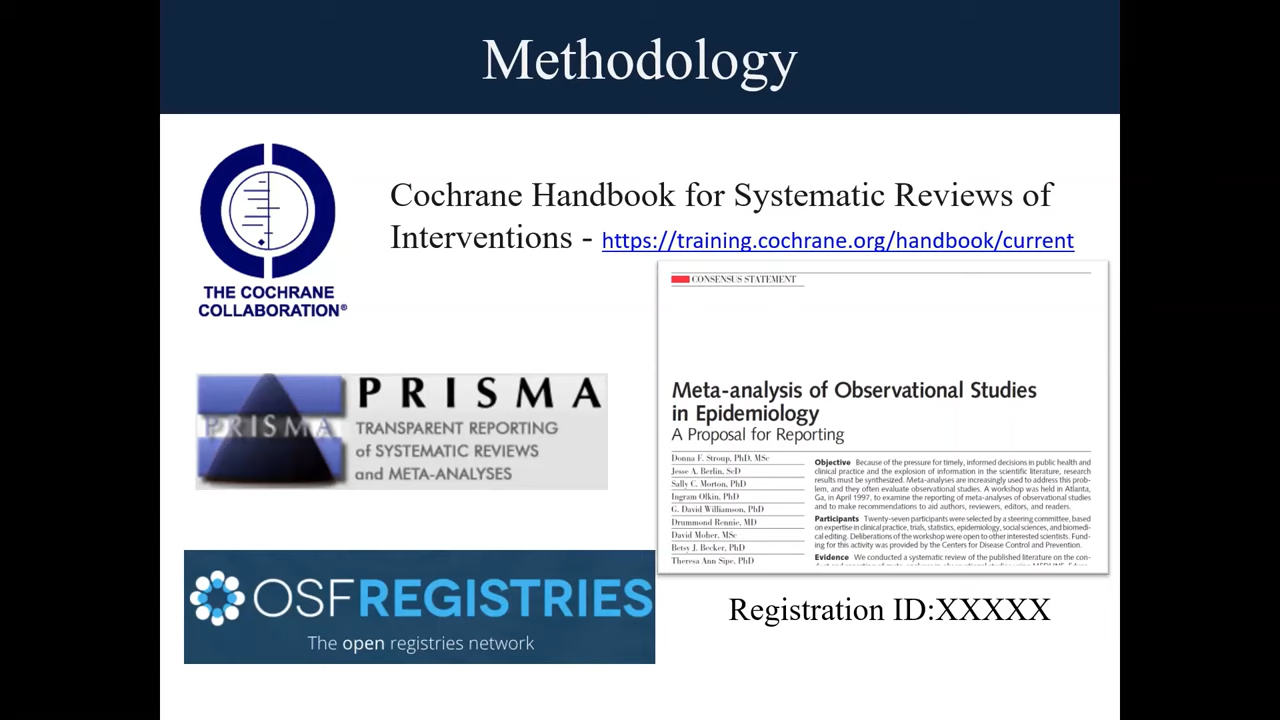 Methodology
Cochrane Handbook for Systematic Reviews of
Interventions - https://training.cochrane.org/handbook/current
THE COCHRANE
COLLABORATION®
CONSENSUS STATEMENT
Meta-analysis of Observational Studies
in Epidemiology
A Proposal for Reporting
Donna F. Stroup, PhD, MSc
Jesse A. Berlin, ScD
Sally C. Morton, PhD
Ingram Olkin, PhD
G. David Williamson, PhD
Drummond Rennie, MD
David Moher, MSc
Betsy J. Becker, PhD
Theresa Ann Sipe, PhD
Objective Because of the pressure for timely, informed decisions in public health and
clinical practice and the explosion of information in the scientific literature, research
results must be synthesized. Meta-analyses are increasingly used to address this prob-
lem, and they often evaluate observational studies. A workshop was held in Atlanta,
Ga, in April 1997, to examine the reporting of meta-analyses of observational studies
and to make recommendations to aid authors, reviewers, editors, and readers.
Participants Twenty-seven participants were selected by a steering committee, based
on expertise in clinical practice, trials, statistics, epidemiology, social sciences, and biomedi-
cal editing. Deliberations of the workshop were open to other interested scientists. Fund-
ing for this activity was provided by the Centers for Disease Control and Prevention.
Evidence We conducted a systematic review of the published literature on the con-
PRISMA
PRISMA
TRANSPARENT REPORTING
of SYSTEMATIC REVIEWS
and META-ANALYSES
OSFREGISTRIES
The open registries network
Registration ID:XXXXX